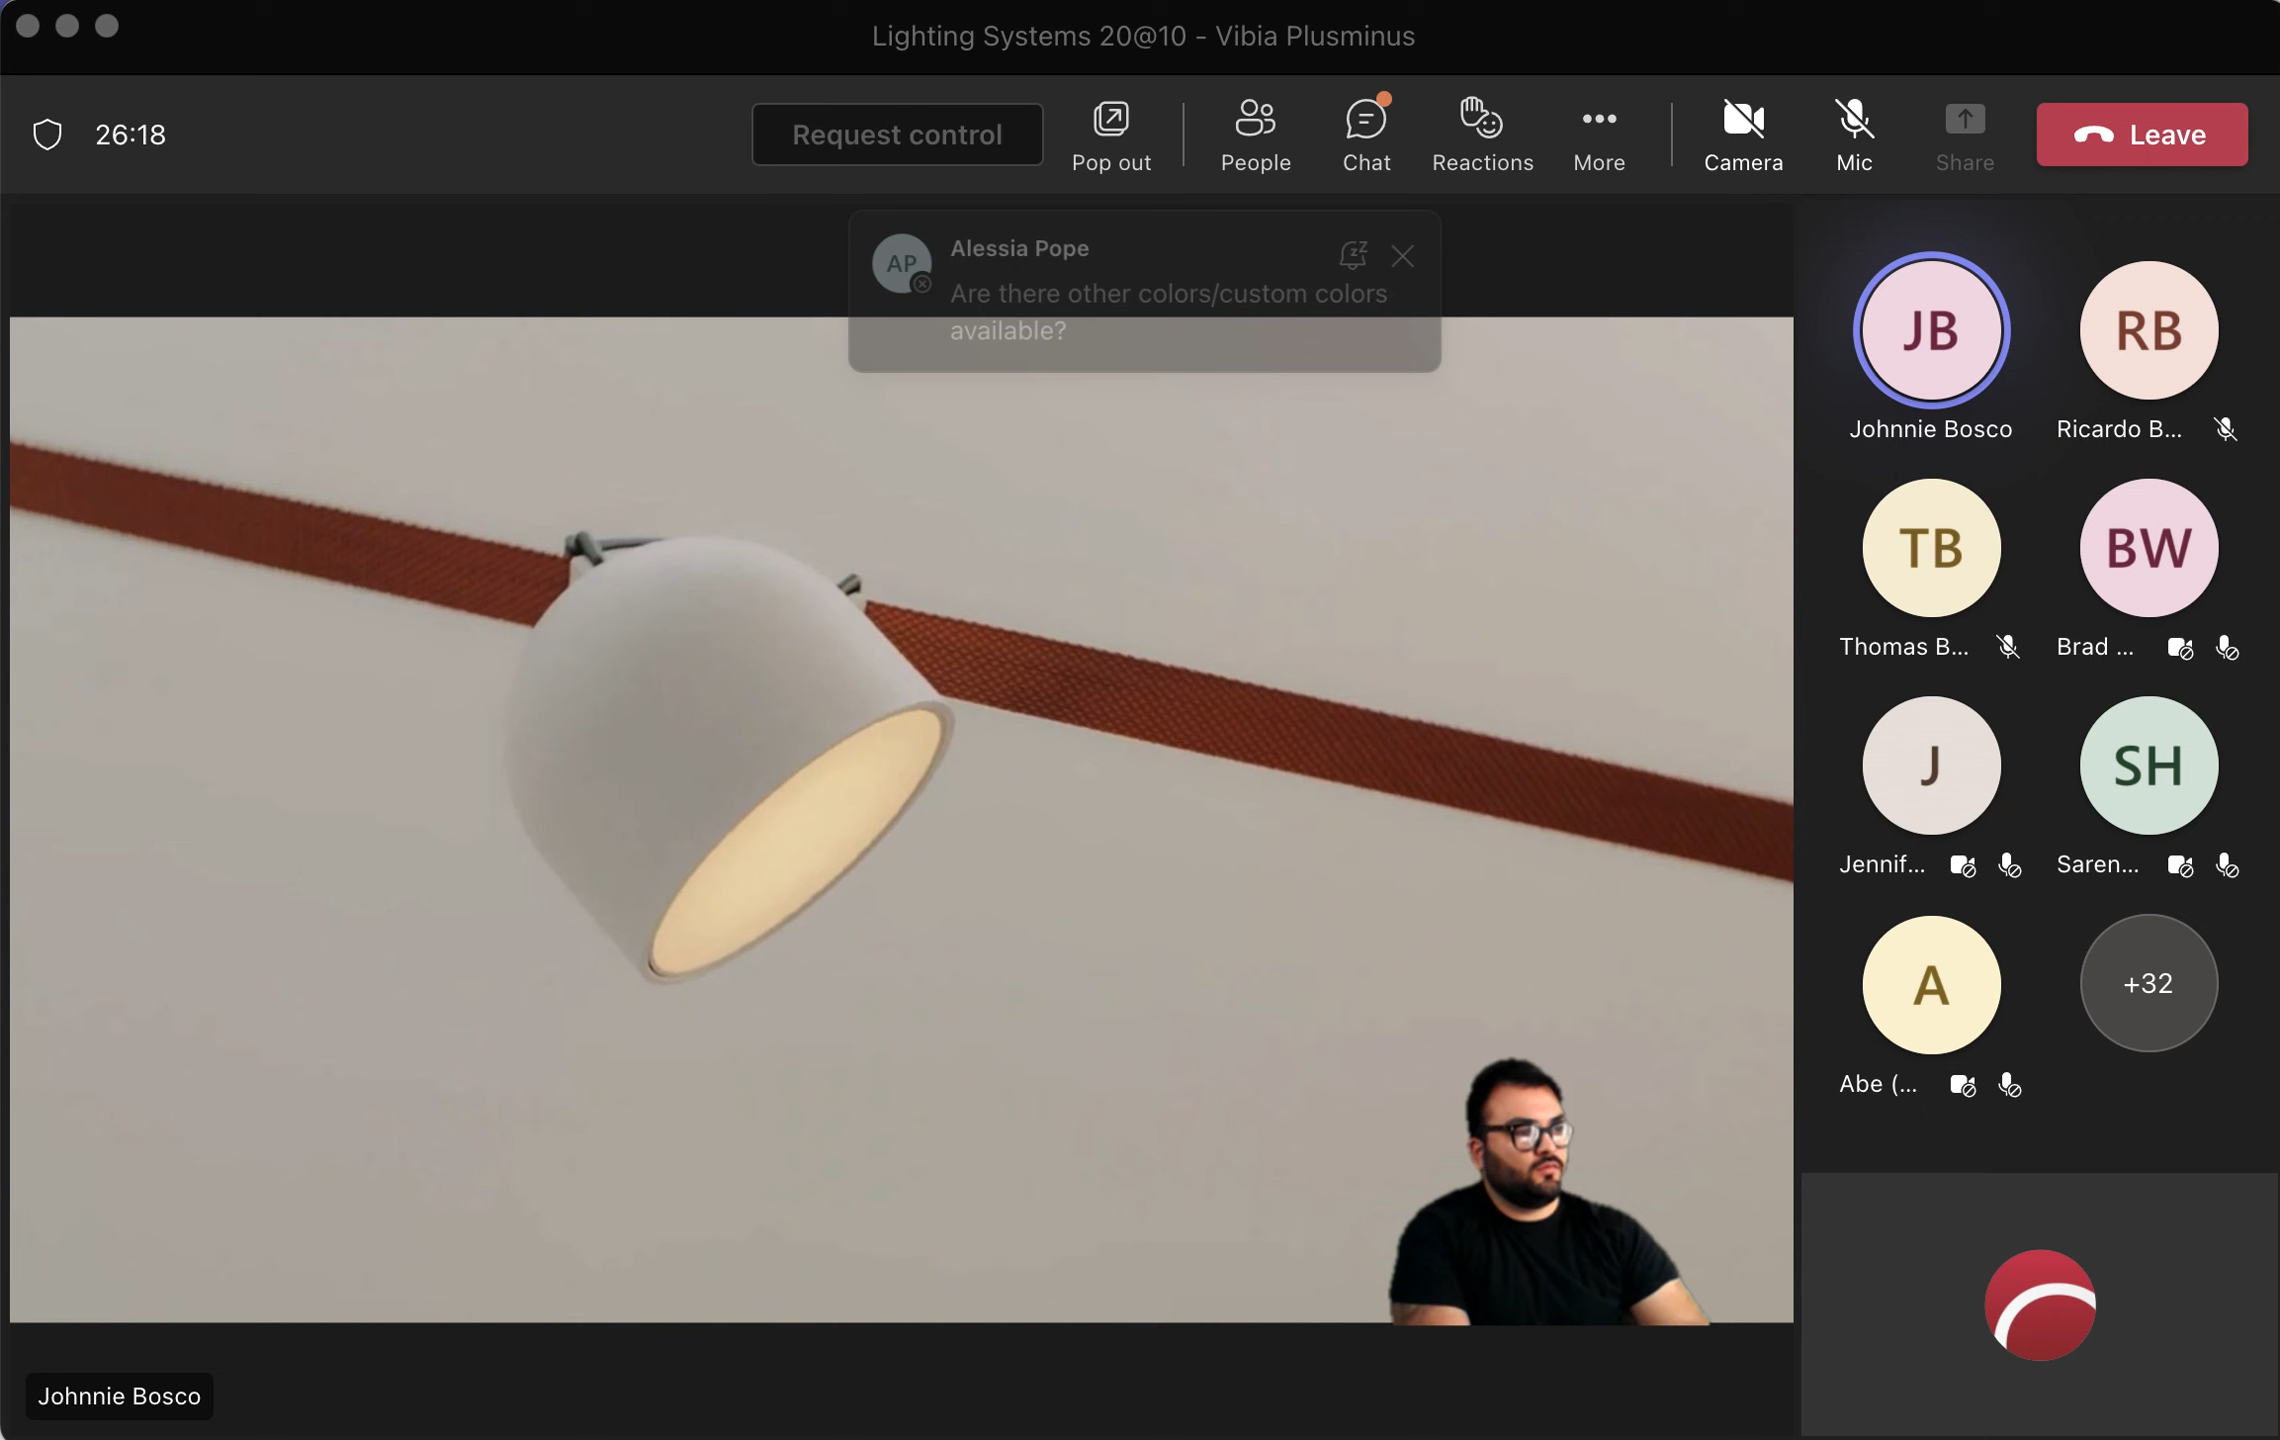 Lighting Systems 20@10 - Vibia Plusminus
26:18
Request control
Pop out
People
Chat
Reactions
More
Camera
Mic
Share
Leave
AP
Alessia Pope
Are there other colors/custom colors
available?
JB
RB
Johnnie Bosco
Ricardo B...
TB
BW
Thomas B...
Brad ...
J
SH
Jennif...
Saren...
A
+32
Abe (...
Johnnie Bosco